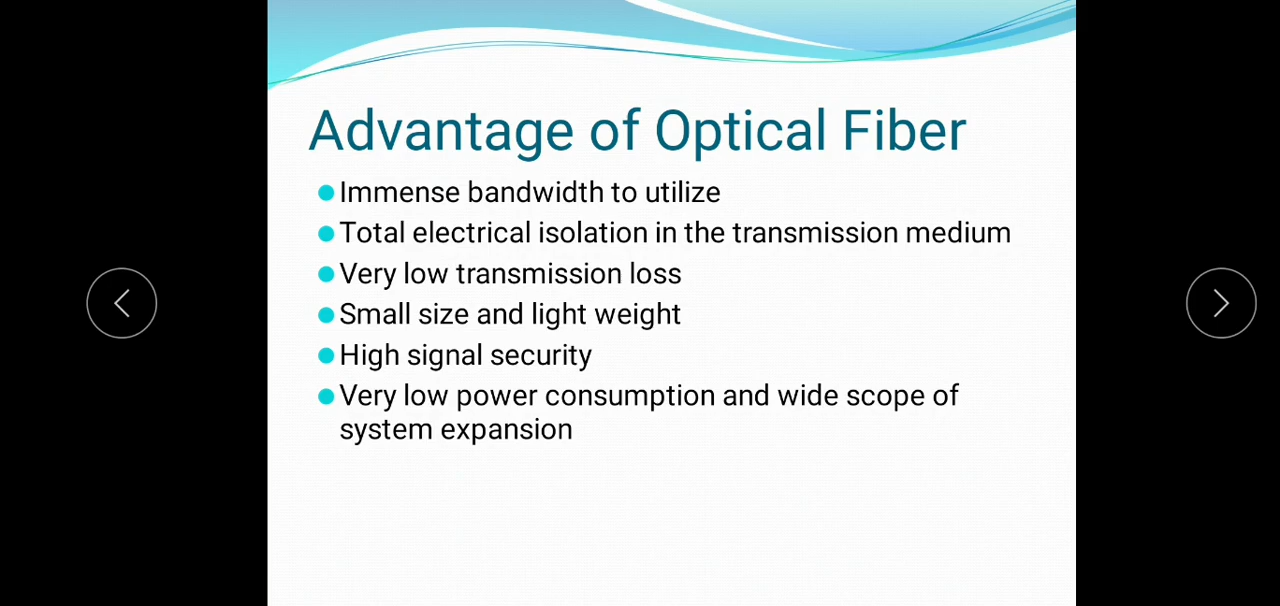 Advantage of Optical Fiber
Immense bandwidth to utilize
Total electrical isolation in the transmission medium
Very low transmission loss
Small size and light weight
High signal security
Very low power consumption and wide scope of
system expansion